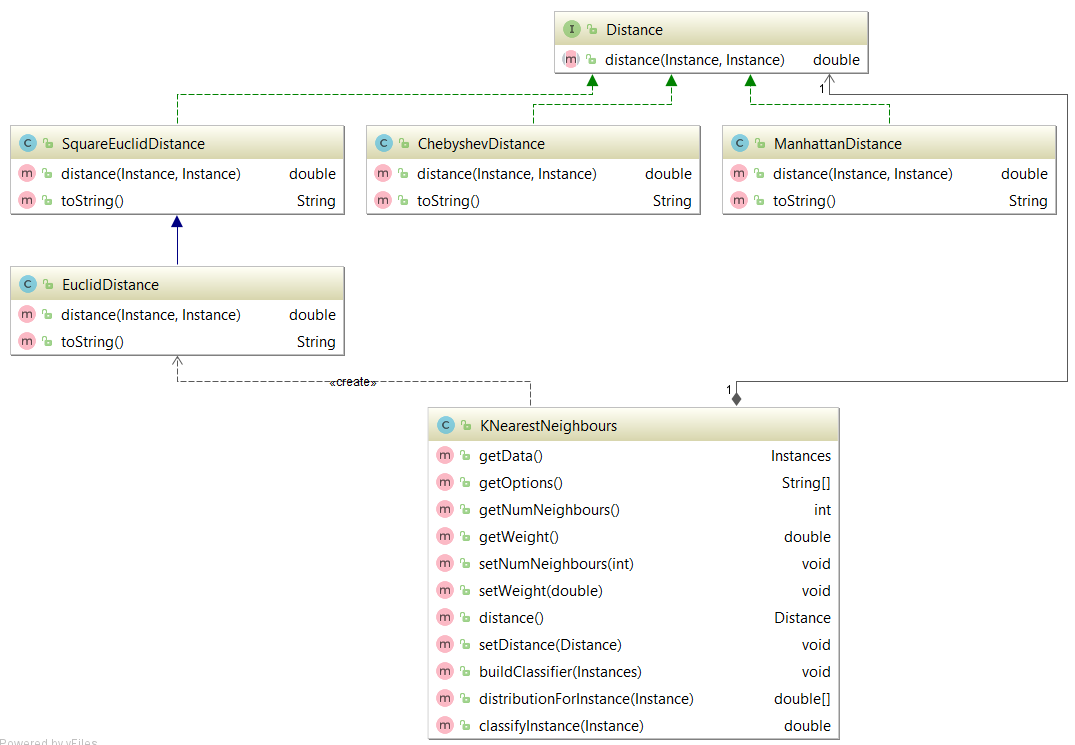 I Distance
m distance(Instance, Instance) double
1
C SquareEuclidDistance
m distance(Instance, Instance) double
m toString() String
C ChebyshevDistance
m distance(Instance, Instance) double
m toString() String
C ManhattanDistance
m distance(Instance, Instance) double
m toString() String
C EuclidDistance
m distance(Instance, Instance) double
m toString() String
«create»
1
C KNearestNeighbours
m getData() Instances
m getOptions() String[]
m getNumNeighbours() int
m getWeight() double
m setNumNeighbours(int) void
m setWeight(double) void
m distance() Distance
m setDistance(Distance) void
m buildClassifier(Instances) void
m distributionForInstance(Instance) double[]
m classifyInstance(Instance) double
Powered by yFiles